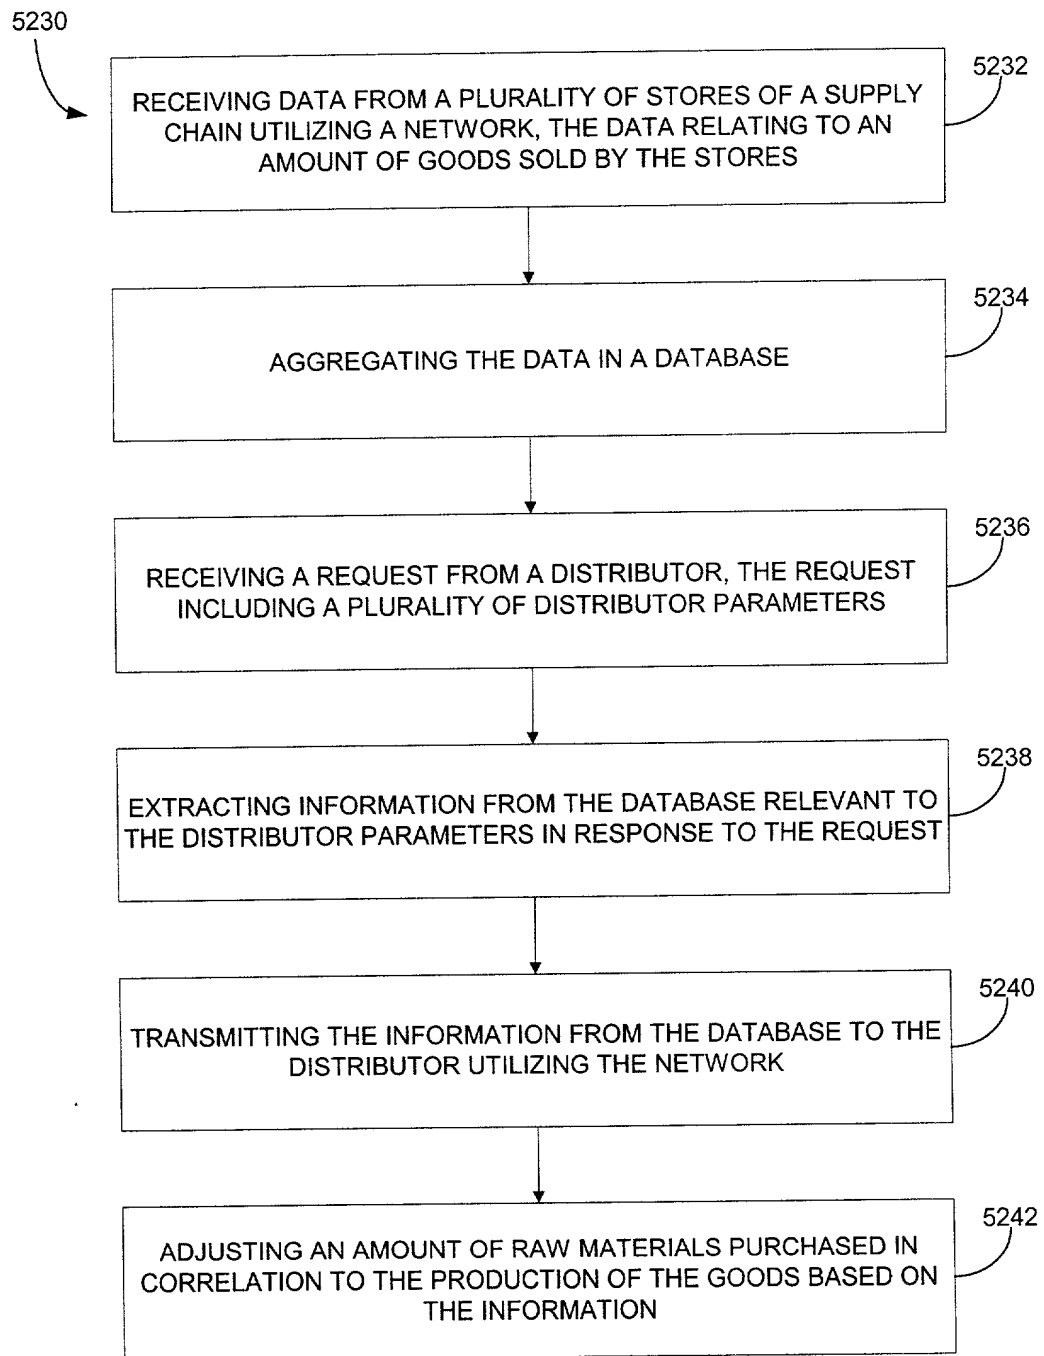 5230
5232
RECEIVING DATA FROM A PLURALITY OF STORES OF A SUPPLY
CHAIN UTILIZING A NETWORK, THE DATA RELATING TO AN
AMOUNT OF GOODS SOLD BY THE STORES
5234
AGGREGATING THE DATA IN A DATABASE
5236
RECEIVING A REQUEST FROM A DISTRIBUTOR, THE REQUEST
INCLUDING A PLURALITY OF DISTRIBUTOR PARAMETERS
5238
EXTRACTING INFORMATION FROM THE DATABASE RELEVANT TO
THE DISTRIBUTOR PARAMETERS IN RESPONSE TO THE REQUEST
5240
TRANSMITTING THE INFORMATION FROM THE DATABASE TO THE
DISTRIBUTOR UTILIZING THE NETWORK
5242
ADJUSTING AN AMOUNT OF RAW MATERIALS PURCHASED IN
CORRELATION TO THE PRODUCTION OF THE GOODS BASED ON
THE INFORMATION